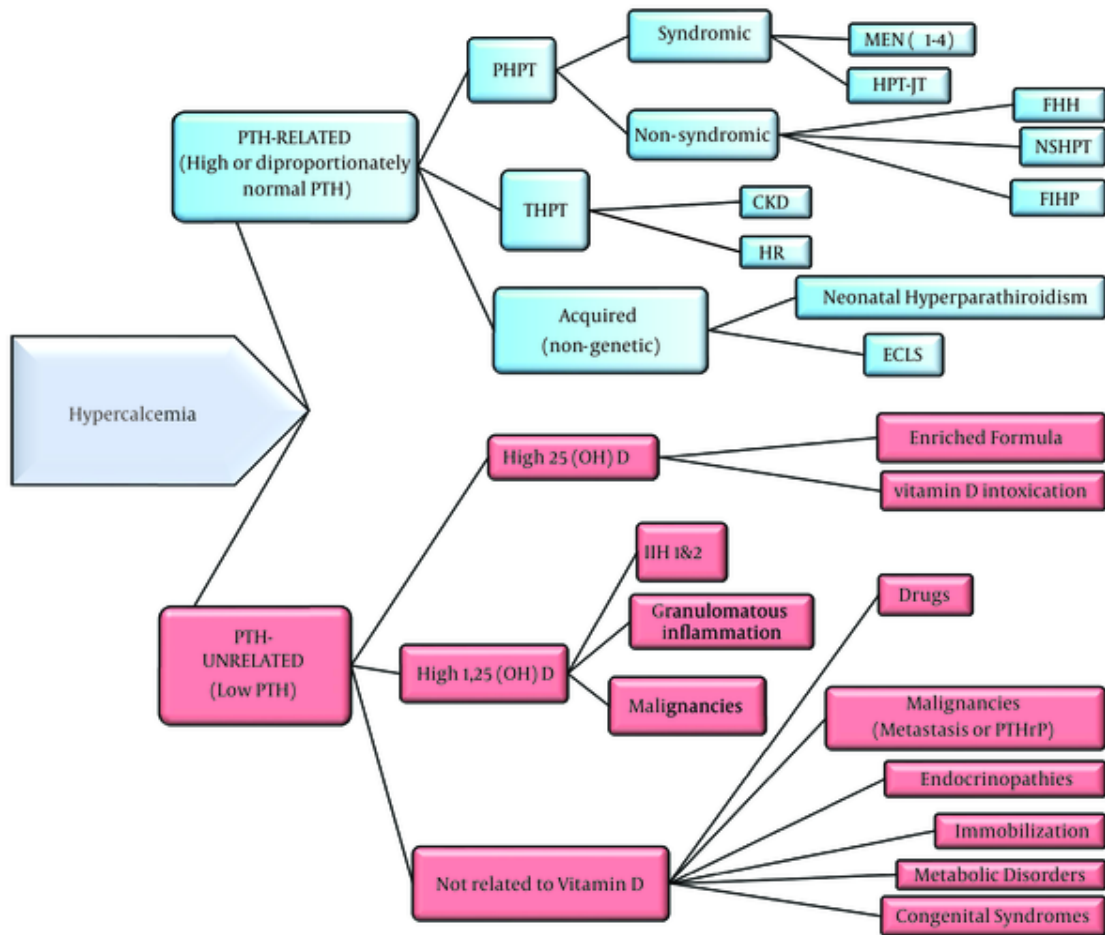 Hypercalcemia
PTH-RELATED
(High or diproportionately
normal PTH)
PHPT
Syndromic
MEN ( 1-4)
HPT-JT
Non-syndromic
FHH
NSHPT
FIHP
THPT
CKD
HR
Acquired
(non-genetic)
Neonatal Hyperparathiroidism
ECLS
PTH-
UNRELATED
(Low PTH)
High 25 (OH) D
Enriched Formula
vitamin D intoxication
High 1,25 (OH) D
IIH 1&2
Granulomatous
inflammation
Malignancies
Not related to Vitamin D
Drugs
Malignancies
(Metastasis or PTHrP)
Endocrinopathies
Immobilization
Metabolic Disorders
Congenital Syndromes